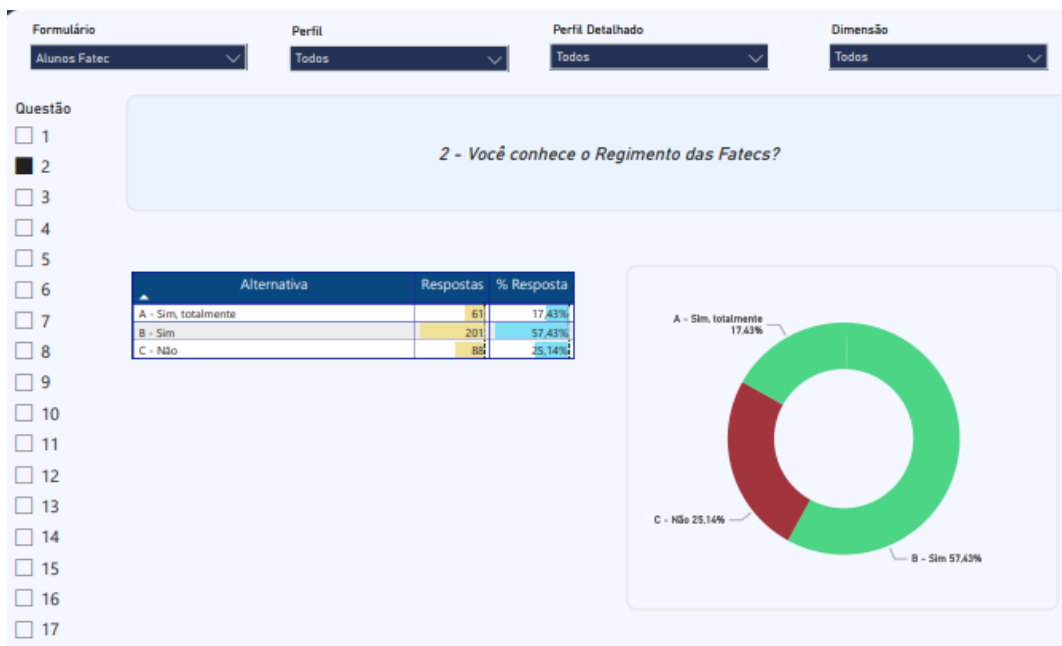 Formulário
Perfil
Perfil Detalhado
Dimensão
Alunos Fatec
Todos
Todos
Todos
Questão
1
2
3
4
5
6
7
8
9
10
11
12
13
14
15
16
17
2 - Você conhece o Regimento das Fatecs?
Alternativa Respostas % Resposta
A - Sim, totalmente 61 17,43%
B - Sim 201 57,43%
C - Não 88 25,14%
A - Sim, totalmente
17,43%
C - Não 25,14%
B - Sim 57,43%